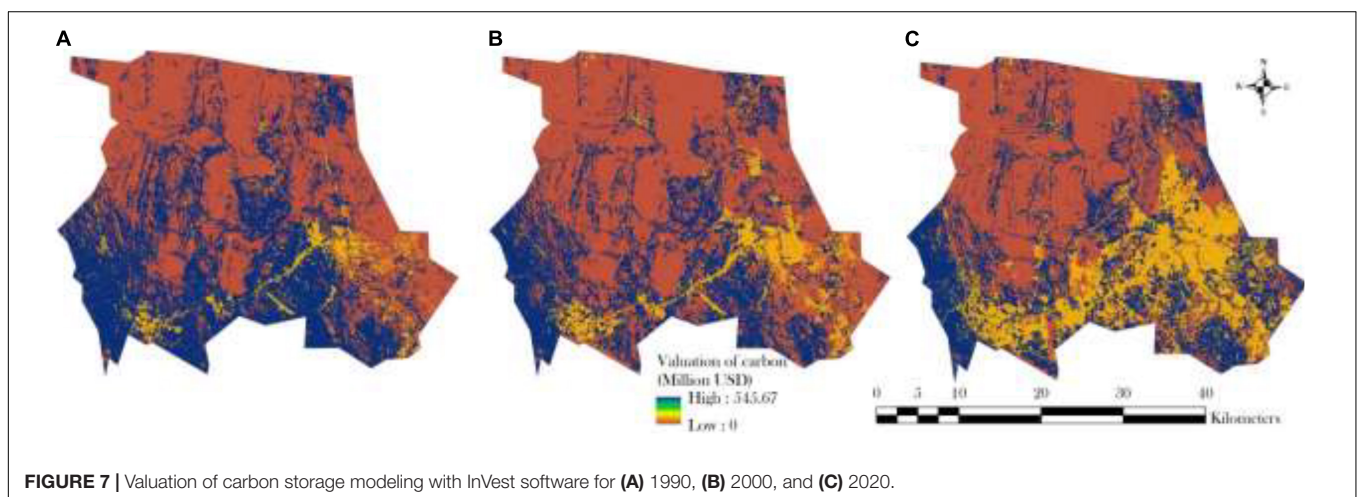 A
B
C
N
Valuation of carbon
(Million USD)
High : 545.67
Low : 0
0 5 10 20 30 40
Kilometers
FIGURE 7 | Valuation of carbon storage modeling with InVest software for (A) 1990, (B) 2000, and (C) 2020.